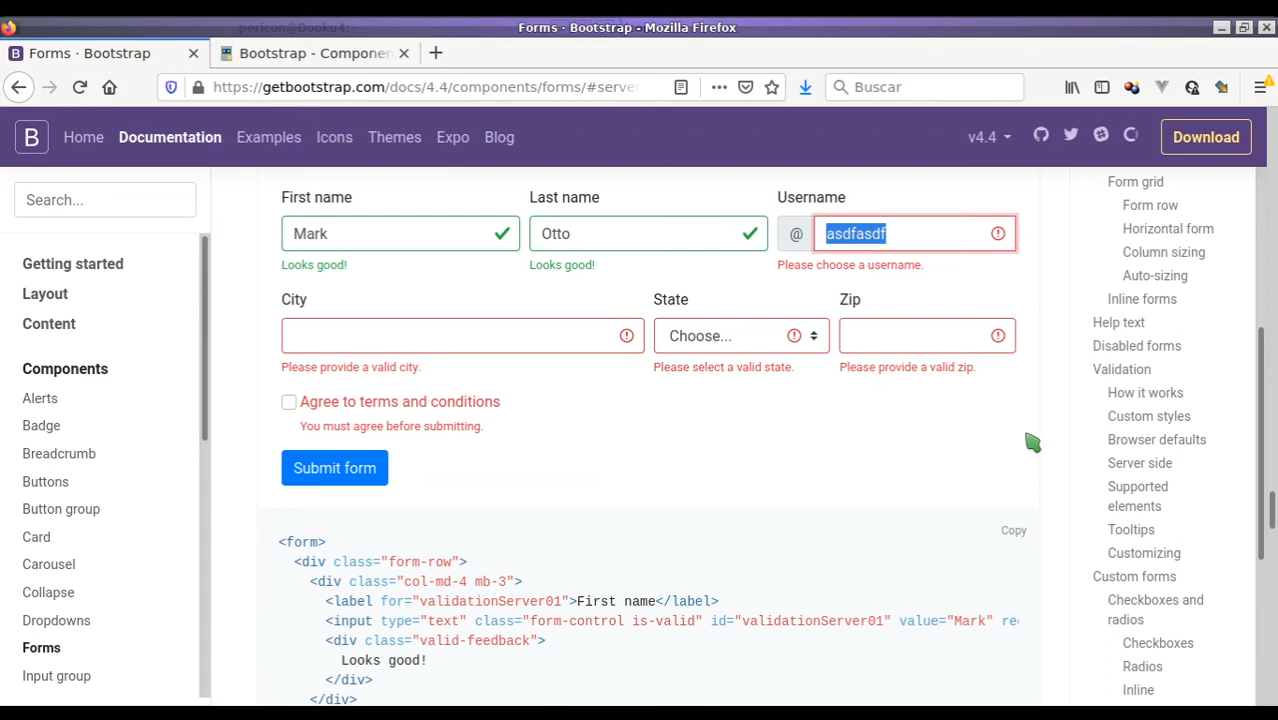 pericon@Dooku4:~
Forms · Bootstrap - Mozilla Firefox
Forms · Bootstrap
Bootstrap - Componen
https://getbootstrap.com/docs/4.4/components/forms/#serve
Buscar
B Home Documentation Examples Icons Themes Expo Blog v4.4 Download
Search...
Getting started
Layout
Content
Components
Alerts
Badge
Breadcrumb
Buttons
Button group
Card
Carousel
Collapse
Dropdowns
Forms
Input group
First name Last name Username
Mark Otto @ asdfasdf
Looks good! Looks good! Please choose a username.
City State Zip
Choose...
Please provide a valid city. Please select a valid state. Please provide a valid zip.
Agree to terms and conditions
You must agree before submitting.
Submit form
Copy
<form>
<div class="form-row">
<div class="col-md-4 mb-3">
<label for="validationServer01">First name</label>
<input type="text" class="form-control is-valid" id="validationServer01" value="Mark" re
<div class="valid-feedback">
Looks good!
</div>
</div>
Form grid
Form row
Horizontal form
Column sizing
Auto-sizing
Inline forms
Help text
Disabled forms
Validation
How it works
Custom styles
Browser defaults
Server side
Supported
elements
Tooltips
Customizing
Custom forms
Checkboxes and
radios
Checkboxes
Radios
Inline